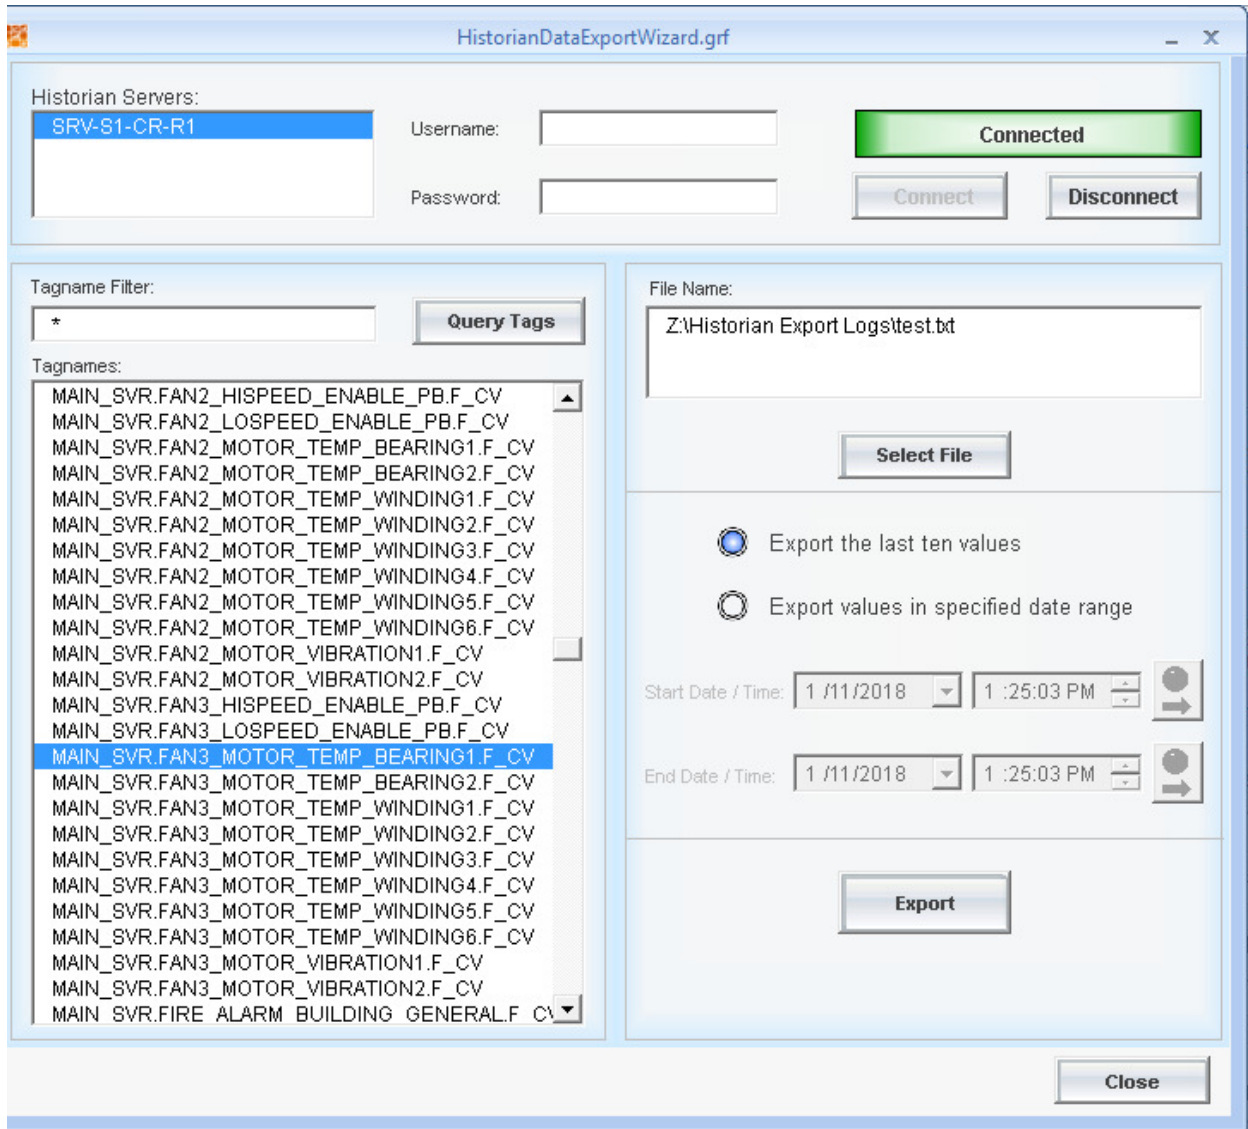 HistorianDataExportWizard.grf
Historian Servers:
SRV-S1-CR-R1
Username:
Connected
Password:
Connect
Disconnect
Tagname Filter:
*
Query Tags
Tagnames:
MAIN_SVR.FAN2_HISPEED_ENABLE_PB.F_CV
MAIN_SVR.FAN2_LOSPEED_ENABLE_PB.F_CV
MAIN_SVR.FAN2_MOTOR_TEMP_BEARING1.F_CV
MAIN_SVR.FAN2_MOTOR_TEMP_BEARING2.F_CV
MAIN_SVR.FAN2_MOTOR_TEMP_WINDING1.F_CV
MAIN_SVR.FAN2_MOTOR_TEMP_WINDING2.F_CV
MAIN_SVR.FAN2_MOTOR_TEMP_WINDING3.F_CV
MAIN_SVR.FAN2_MOTOR_TEMP_WINDING4.F_CV
MAIN_SVR.FAN2_MOTOR_TEMP_WINDING5.F_CV
MAIN_SVR.FAN2_MOTOR_TEMP_WINDING6.F_CV
MAIN_SVR.FAN2_MOTOR_VIBRATION1.F_CV
MAIN_SVR.FAN2_MOTOR_VIBRATION2.F_CV
MAIN_SVR.FAN3_HISPEED_ENABLE_PB.F_CV
MAIN_SVR.FAN3_LOSPEED_ENABLE_PB.F_CV
MAIN_SVR.FAN3_MOTOR_TEMP_BEARING1.F_CV
MAIN_SVR.FAN3_MOTOR_TEMP_BEARING2.F_CV
MAIN_SVR.FAN3_MOTOR_TEMP_WINDING1.F_CV
MAIN_SVR.FAN3_MOTOR_TEMP_WINDING2.F_CV
MAIN_SVR.FAN3_MOTOR_TEMP_WINDING3.F_CV
MAIN_SVR.FAN3_MOTOR_TEMP_WINDING4.F_CV
MAIN_SVR.FAN3_MOTOR_TEMP_WINDING5.F_CV
MAIN_SVR.FAN3_MOTOR_TEMP_WINDING6.F_CV
MAIN_SVR.FAN3_MOTOR_VIBRATION1.F_CV
MAIN_SVR.FAN3_MOTOR_VIBRATION2.F_CV
MAIN_SVR.FIRE_ALARM_BUILDING_GENERAL.F_CV
File Name:
Z:\Historian Export Logs\test.txt
Select File
Export the last ten values
Export values in specified date range
Start Date / Time: 1 /11/2018 1 :25:03 PM
End Date / Time: 1 /11/2018 1 :25:03 PM
Export
Close